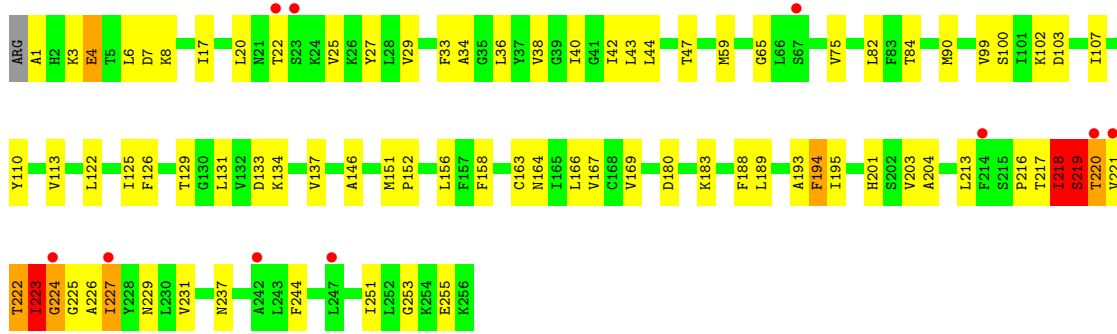 ARG A1 H2 K3 E4 T5 L6 D7 K8 I17 L20 N21 T22 S23 K24 V25 K26 Y27 L28 V29 F33 A34 G35 L36 Y37 V38 G39 I40 G41 I42 L43 L44 T47 M59 G65 L66 S67 V75 L82 F83 T84 M90 V99 S100 I101 K102 D103 I107
Y110 V113 L122 I125 F126 T129 G130 L131 V132 D133 K134 V137 A146 M151 P152 L156 F157 F158 C163 N164 I165 L166 V167 C168 V169 D180 K183 F188 L189 A193 F194 I195 H201 S202 V203 A204 L213 F214 S215 P216 T217 I218 S219 T220 V221
T222 I223 G224 G225 A226 I227 Y228 N229 L230 V231 N237 A242 L243 F244 L247 I251 L252 G253 K254 E255 K256